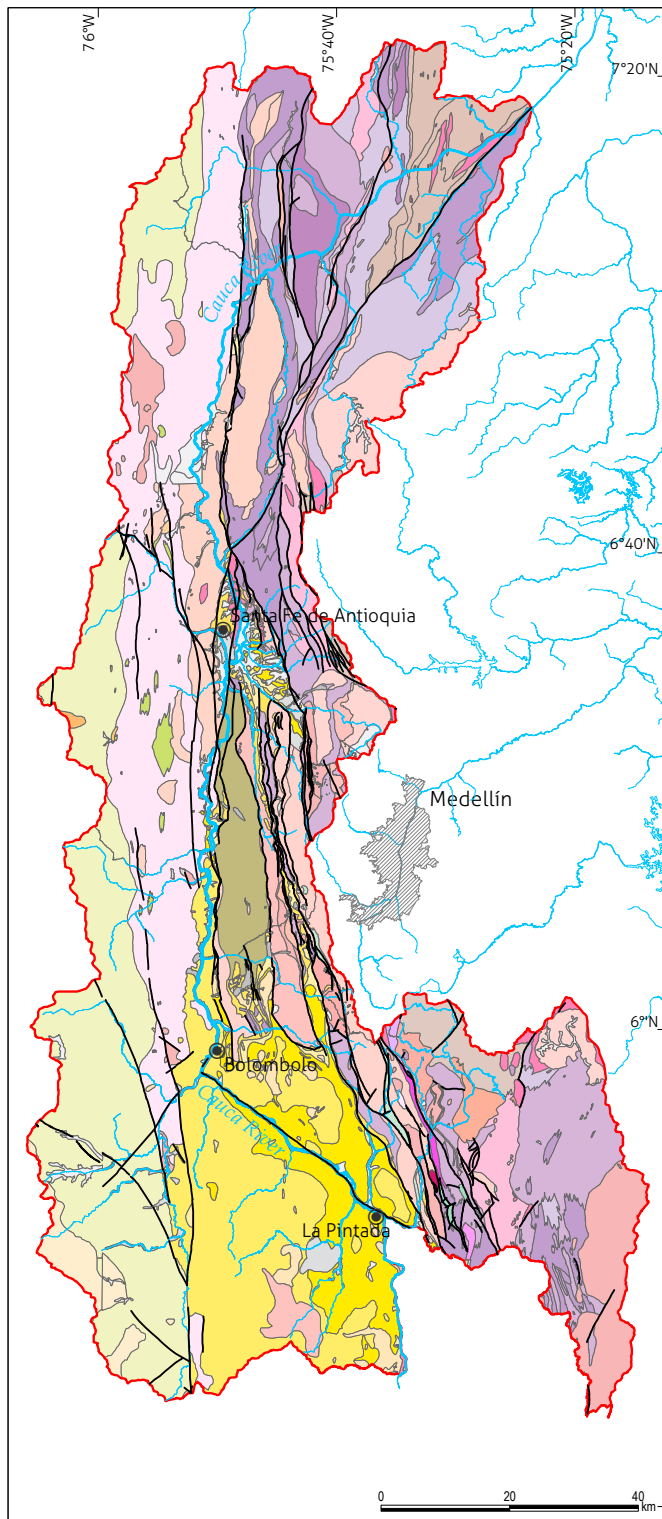 76°W
75°40'W
75°20'W
7°20'N
Cauca River
6°40'N
Santa Fe de Antioquia
Medellín
6°'N
Bolombolo
Cauca River
La Pintada
0 20 40
km